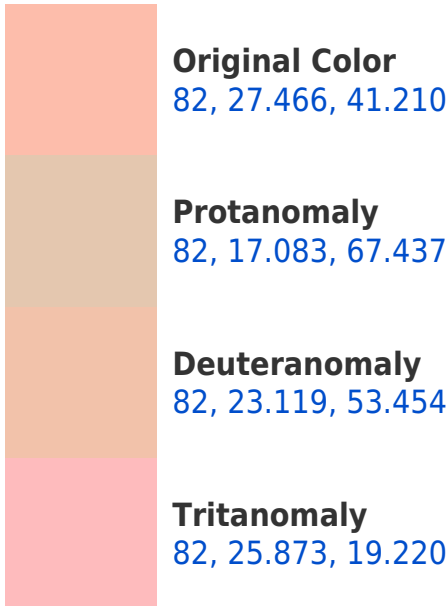 Original Color
82, 27.466, 41.210
Protanomaly
82, 17.083, 67.437
Deuteranomaly
82, 23.119, 53.454
Tritanomaly
82, 25.873, 19.220